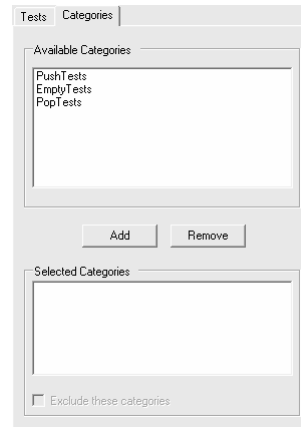 Tests Categories
Available Categories
PushTests
EmptyTests
PopTests
Add Remove
Selected Categories
Exclude these categories